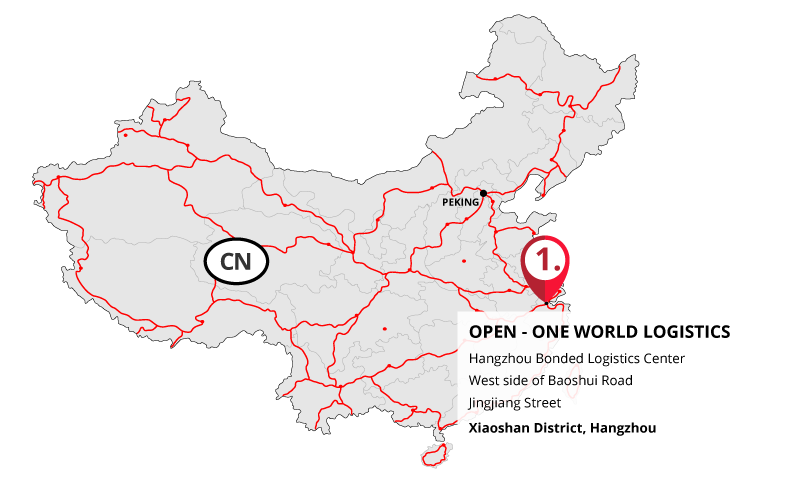 PEKING
CN
1.
OPEN - ONE WORLD LOGISTICS
Hangzhou Bonded Logistics Center
West side of Baoshui Road
Jingjiang Street
Xiaoshan District, Hangzhou